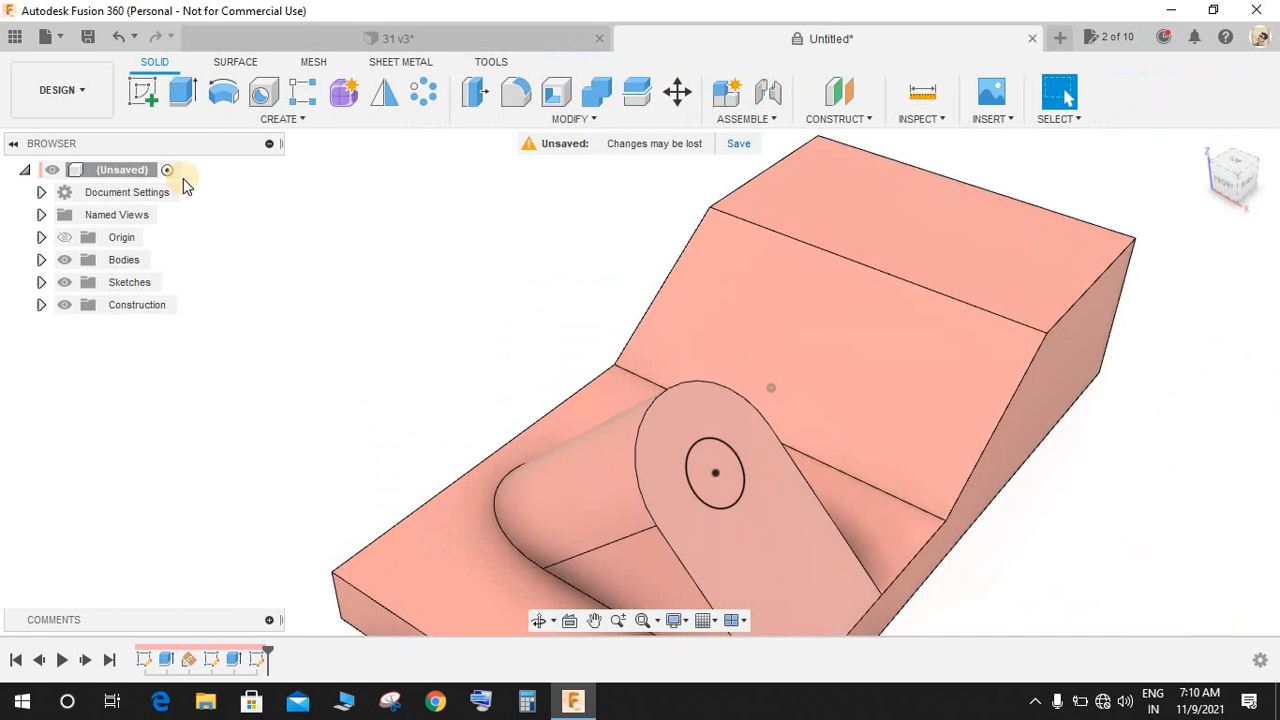 Autodesk Fusion 360 (Personal - Not for Commercial Use)
31 v3*
Untitled*
2 of 10
DESIGN
SOLID
SURFACE
MESH
SHEET METAL
TOOLS
CREATE
MODIFY
ASSEMBLE
CONSTRUCT
INSPECT
INSERT
SELECT
BROWSER
Unsaved: Changes may be lost Save
(Unsaved)
Document Settings
Named Views
Origin
Bodies
Sketches
Construction
COMMENTS
ENG
IN
7:10 AM
11/9/2021